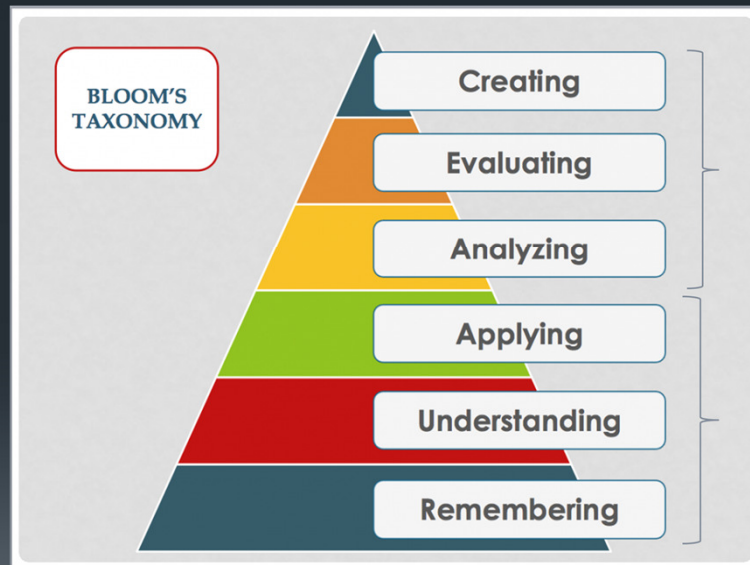 BLOOM'S
TAXONOMY
Creating
Evaluating
Analyzing
Applying
Understanding
Remembering